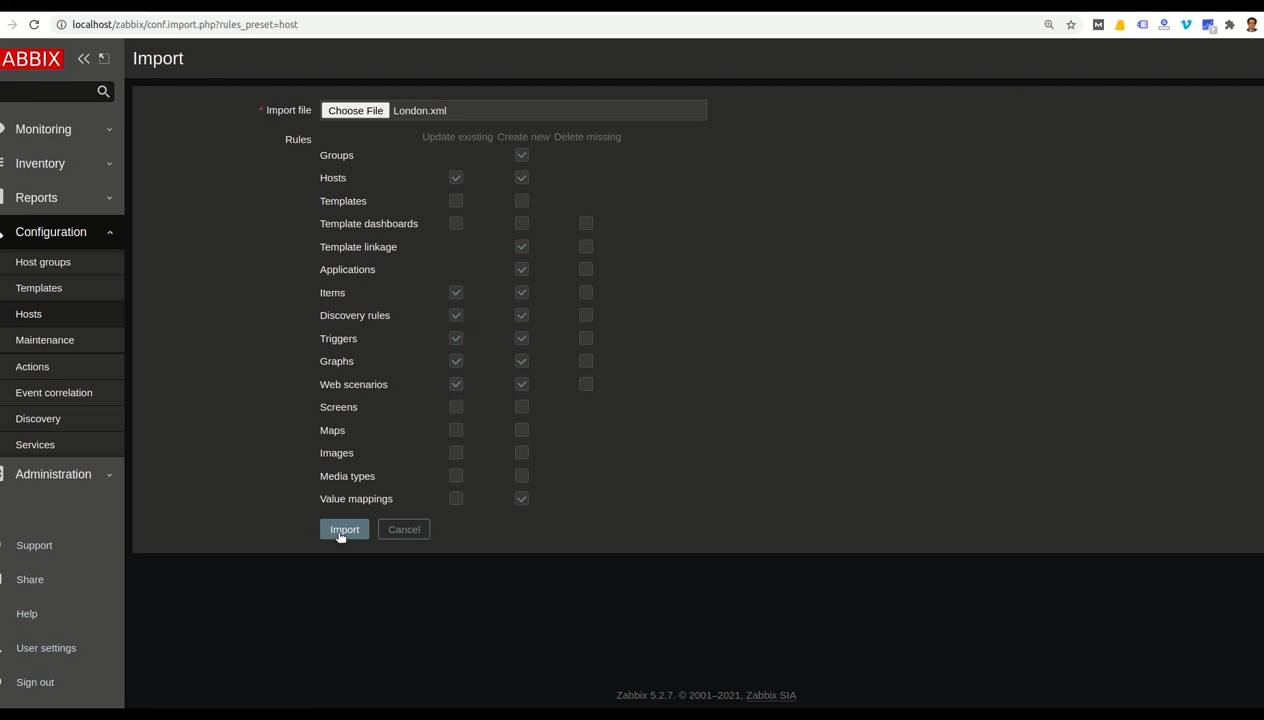 localhost/zabbix/conf.import.php?rules_preset=host
ABBIX
Import
* Import file Choose File London.xml
Rules Update existing Create new Delete missing
Groups
Hosts
Templates
Template dashboards
Template linkage
Applications
Items
Discovery rules
Triggers
Graphs
Web scenarios
Screens
Maps
Images
Media types
Value mappings
Import Cancel
Monitoring
Inventory
Reports
Configuration
Host groups
Templates
Hosts
Maintenance
Actions
Event correlation
Discovery
Services
Administration
Support
Share
Help
User settings
Sign out
Zabbix 5.2.7. © 2001–2021, Zabbix SIA